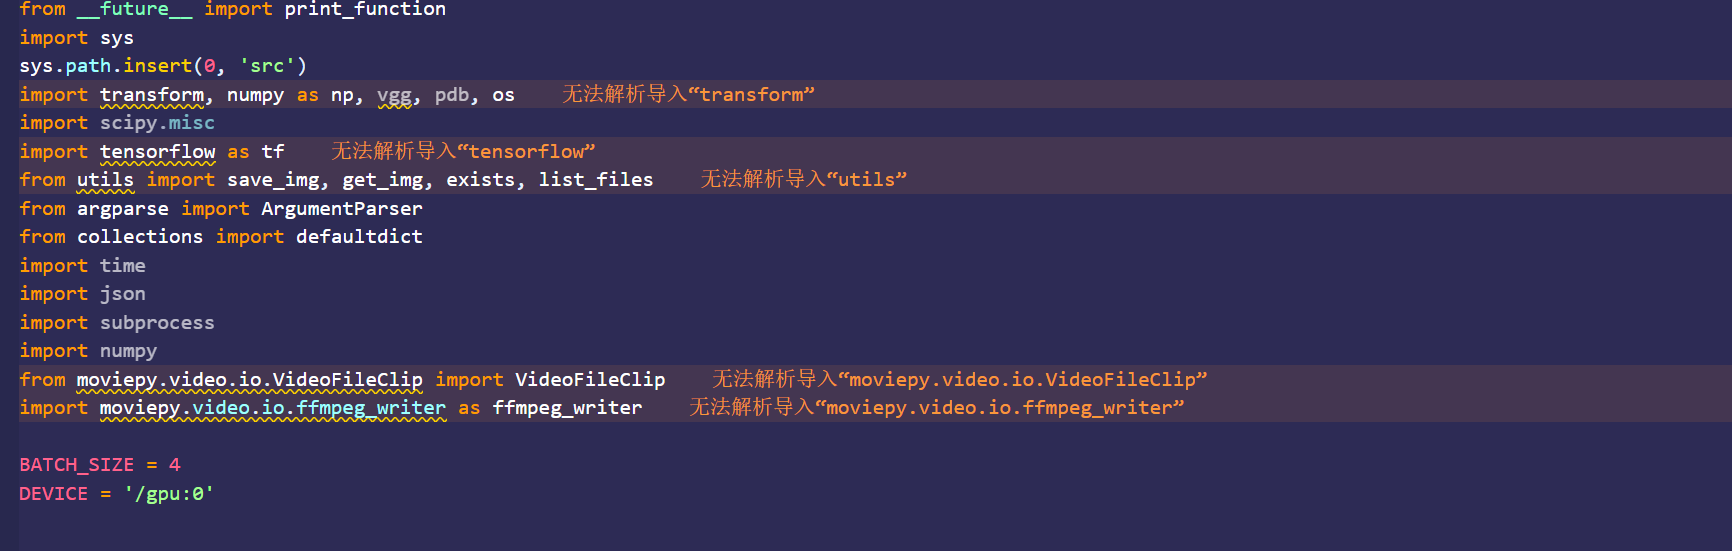 from __future__ import print_function
import sys
sys.path.insert(0, 'src')
import transform, numpy as np, vgg, pdb, os    无法解析导入“transform”
import scipy.misc
import tensorflow as tf    无法解析导入“tensorflow”
from utils import save_img, get_img, exists, list_files    无法解析导入“utils”
from argparse import ArgumentParser
from collections import defaultdict
import time
import json
import subprocess
import numpy
from moviepy.video.io.VideoFileClip import VideoFileClip    无法解析导入“moviepy.video.io.VideoFileClip”
import moviepy.video.io.ffmpeg_writer as ffmpeg_writer    无法解析导入“moviepy.video.io.ffmpeg_writer”
BATCH_SIZE = 4
DEVICE = '/gpu:0'